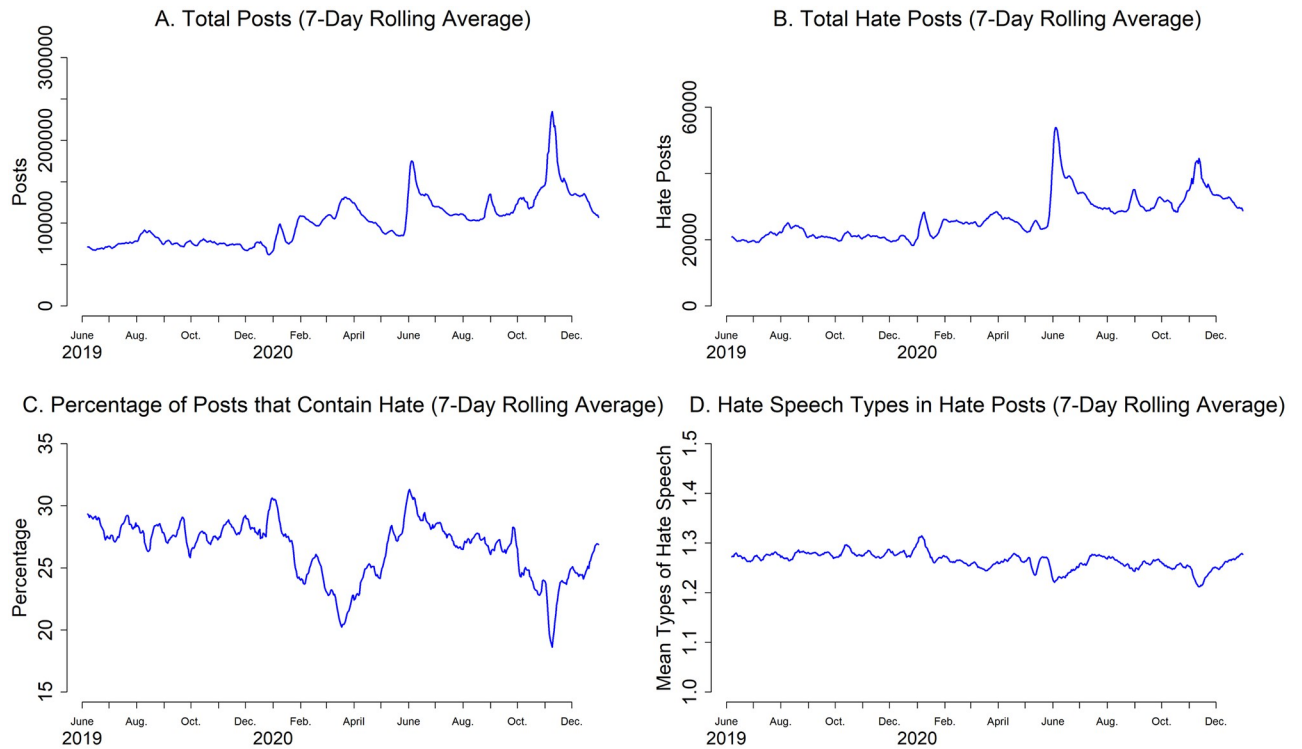 A. Total Posts (7-Day Rolling Average)
Posts
300000
200000
100000
0
June Aug. Oct. Dec. Feb. April June Aug. Oct. Dec.
2019 2020
B. Total Hate Posts (7-Day Rolling Average)
Hate Posts
60000
20000
0
June Aug. Oct. Dec. Feb. April June Aug. Oct. Dec.
2019 2020
C. Percentage of Posts that Contain Hate (7-Day Rolling Average)
Percentage
35
30
25
20
15
June Aug. Oct. Dec. Feb. April June Aug. Oct. Dec.
2019 2020
D. Hate Speech Types in Hate Posts (7-Day Rolling Average)
Mean Types of Hate Speech
1.5
1.4
1.3
1.2
1.1
1.0
June Aug. Oct. Dec. Feb. April June Aug. Oct. Dec.
2019 2020